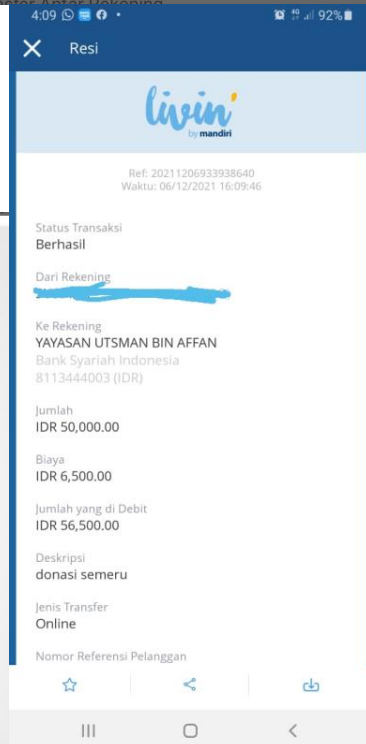 4:09
92%
Resi
livin'
by mandiri
Ref: 20211206933938640
Waktu: 06/12/2021 16:09:46
Status Transaksi
Berhasil
Dari Rekening
Ke Rekening
YAYASAN UTSMAN BIN AFFAN
Bank Syariah Indonesia
8113444003 (IDR)
Jumlah
IDR 50,000.00
Biaya
IDR 6,500.00
Jumlah yang di Debit
IDR 56,500.00
Deskripsi
donasi semeru
Jenis Transfer
Online
Nomor Referensi Pelanggan